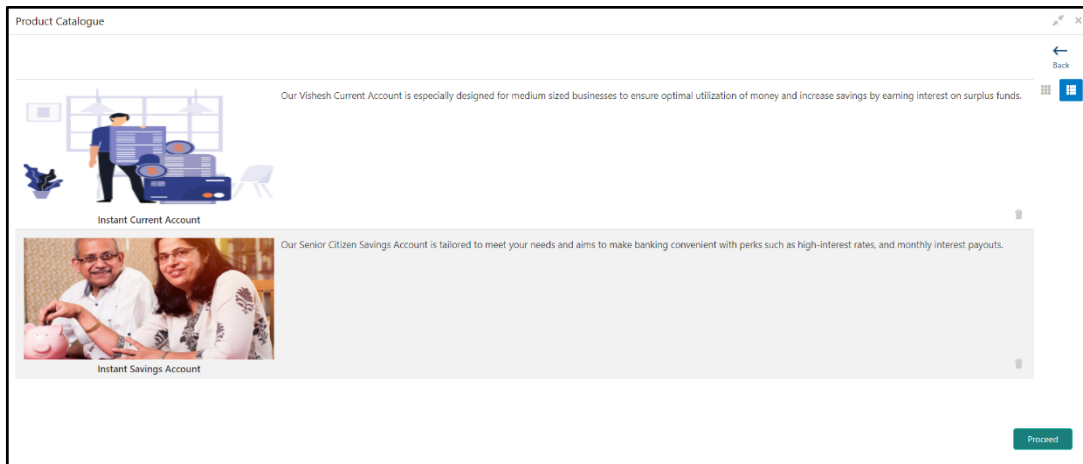 Product Catalogue
Back
Our Vishesh Current Account is especially designed for medium sized businesses to ensure optimal utilization of money and increase savings by earning interest on surplus funds.
Instant Current Account
Our Senior Citizen Savings Account is tailored to meet your needs and aims to make banking convenient with perks such as high-interest rates, and monthly interest payouts.
Instant Savings Account
Proceed